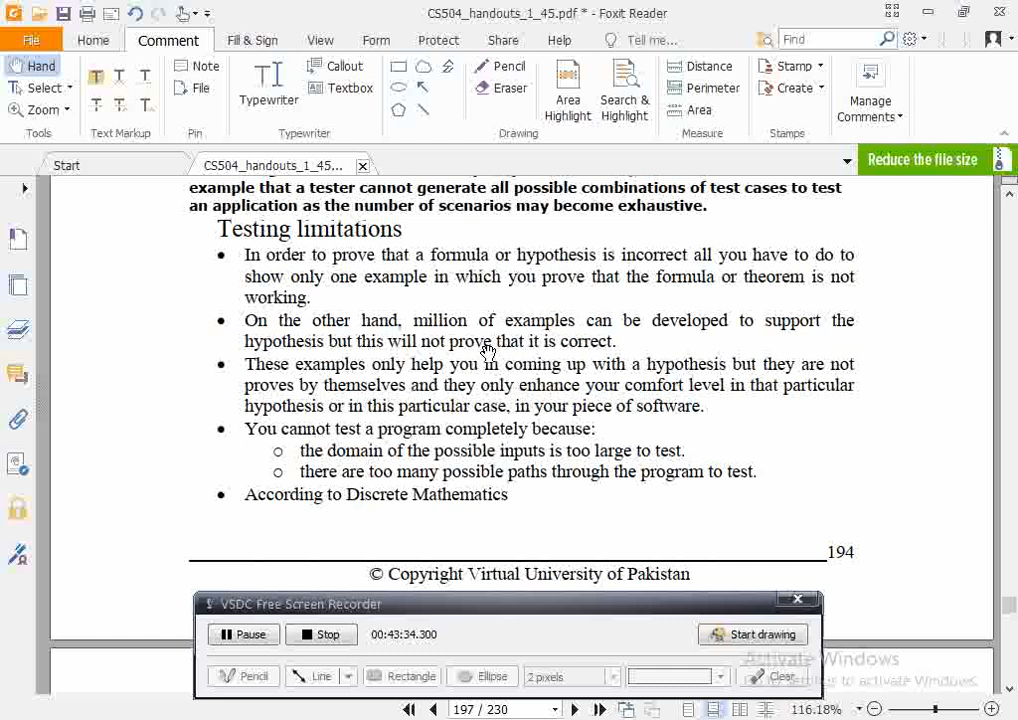 CS504_handouts_1_45.pdf * - Foxit Reader
File Home Comment Fill & Sign View Form Protect Share Help Tell me... Find
Hand Select Zoom Tools
Text Markup
Note File Pin
Typewriter Callout Textbox Typewriter
Pencil Eraser Area Highlight Search & Highlight Drawing
Distance Perimeter Area Measure
Stamp Create Stamps
Manage Comments
Start CS504_handouts_1_45... Reduce the file size
example that a tester cannot generate all possible combinations of test cases to test
an application as the number of scenarios may become exhaustive.
Testing limitations
• In order to prove that a formula or hypothesis is incorrect all you have to do to
show only one example in which you prove that the formula or theorem is not
working.
• On the other hand, million of examples can be developed to support the
hypothesis but this will not prove that it is correct.
• These examples only help you in coming up with a hypothesis but they are not
proves by themselves and they only enhance your comfort level in that particular
hypothesis or in this particular case, in your piece of software.
• You cannot test a program completely because:
o the domain of the possible inputs is too large to test.
o there are too many possible paths through the program to test.
• According to Discrete Mathematics
194
© Copyright Virtual University of Pakistan
VSDC Free Screen Recorder
Pause Stop 00:43:34.300 Start drawing
Activate Windows
Go to Settings to activate Windows.
Pencil Line Rectangle Ellipse 2 pixels Clear
197 / 230 116.18%